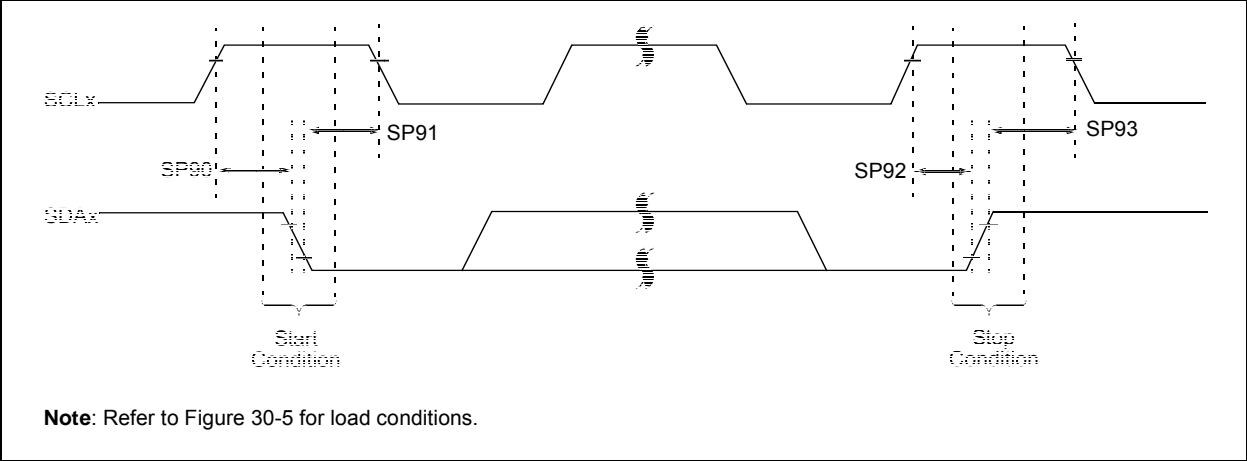 SCLx
SP91
SP93
SP90
SP92
SDAx
Start
Condition
Stop
Condition
Note: Refer to Figure 30-5 for load conditions.